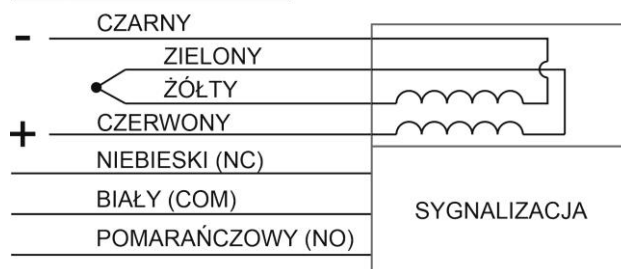 - CZARNY
ZIELONY
ŻÓŁTY
+ CZERWONY
NIEBIESKI (NC)
BIAŁY (COM)
POMARAŃCZOWY (NO)
SYGNALIZACJA